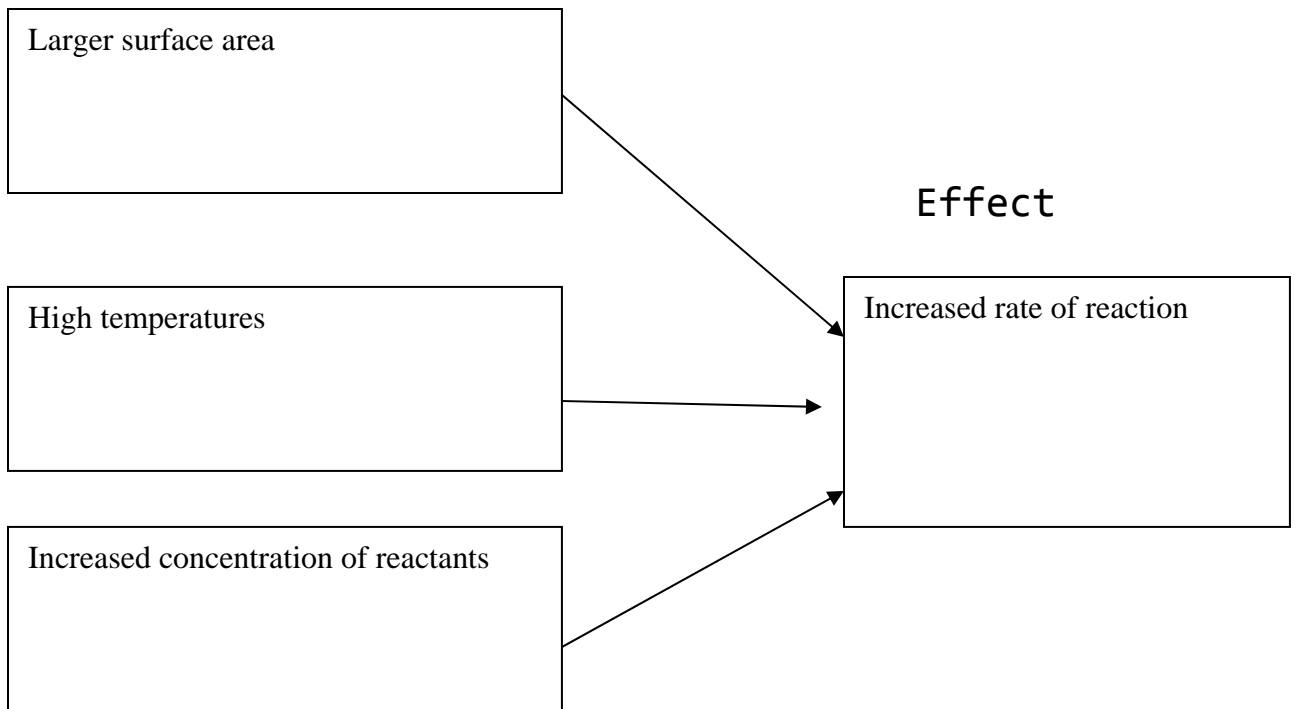 Larger surface area
Effect
High temperatures
Increased rate of reaction
Increased concentration of reactants